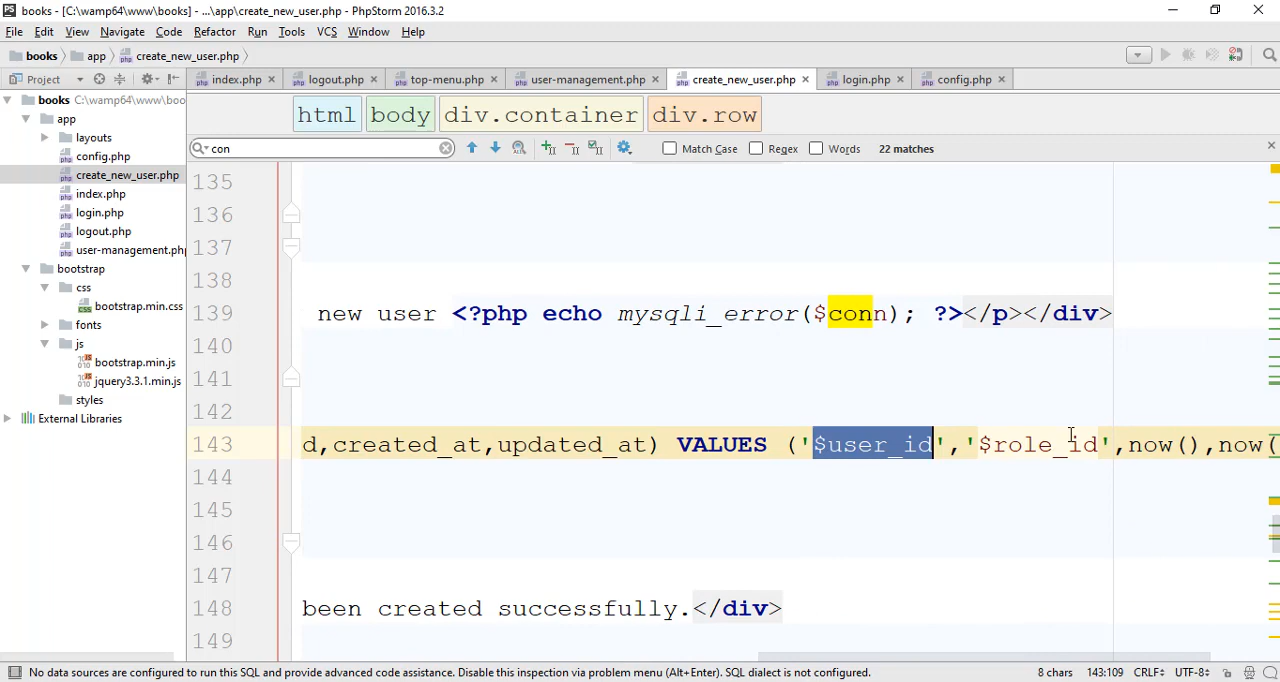 books - [C:\wamp64\www\books] - ...\app\create_new_user.php - PhpStorm 2016.3.2
File Edit View Navigate Code Refactor Run Tools VCS Window Help
books app create_new_user.php
Project index.php logout.php top-menu.php user-management.php create_new_user.php login.php config.php
books C:\wamp64\www\boo
html body div.container div.row
app
layouts
con Match Case Regex Words 22 matches
config.php
create_new_user.php
index.php
login.php
logout.php
user-management.php
bootstrap
css
bootstrap.min.css
fonts
js
bootstrap.min.js
jquery3.3.1.min.js
styles
External Libraries
135
136
137
138
139 new user <?php echo mysqli_error($conn); ?></p></div>
140
141
142
143 d,created_at,updated_at) VALUES ('$user_id','$role_id',now(),now(
144
145
146
148 been created successfully.</div>
149
No data sources are configured to run this SQL and provide advanced code assistance. Disable this inspection via problem menu (Alt+Enter). SQL dialect is not configured. 8 chars 143:109 CRLF UTF-8